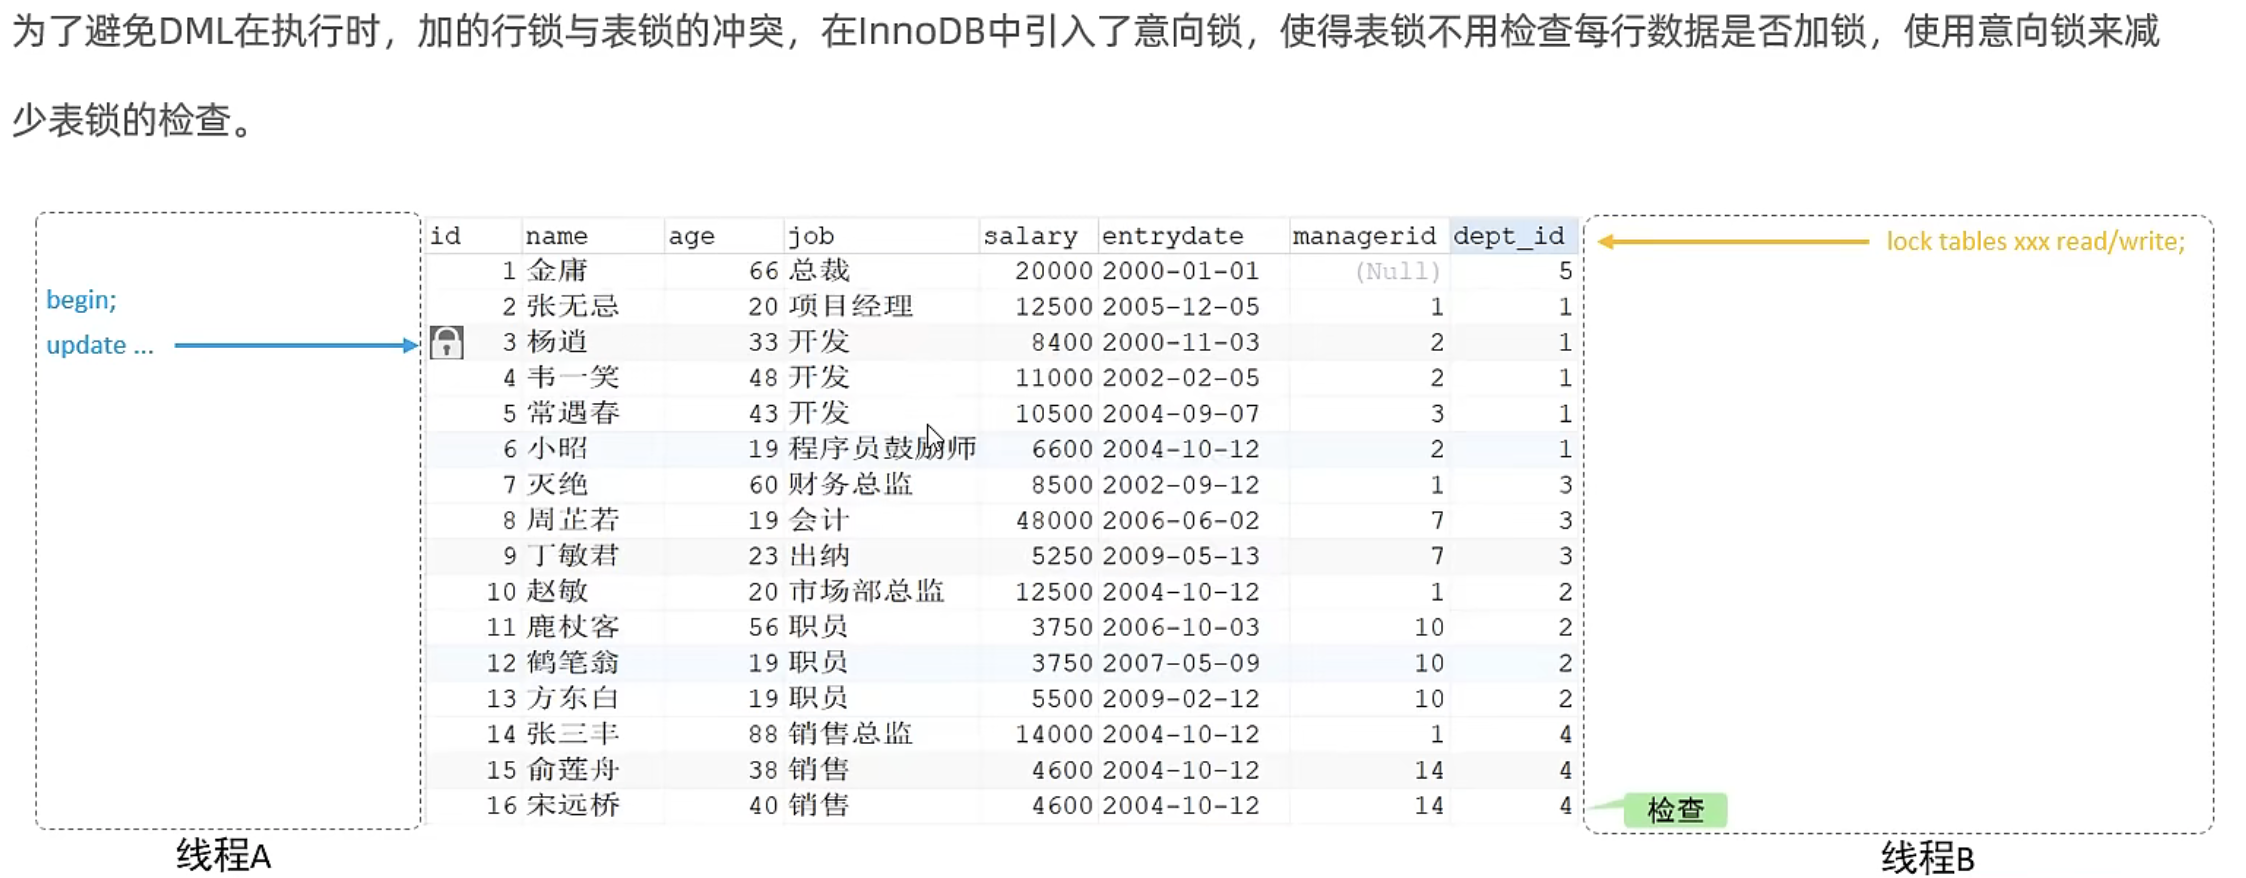 为了避免DML在执行时，加的行锁与表锁的冲突，在InnoDB中引入了意向锁，使得表锁不用检查每行数据是否加锁，使用意向锁来减
少表锁的检查。
id name age job salary entrydate managerid dept_id
lock tables xxx read/write;
1 金庸 66 总裁 20000 2000-01-01 (Null) 5
begin;
2 张无忌 20 项目经理 12500 2005-12-05 1 1
update ...
3 杨逍 33 开发 8400 2000-11-03 2 1
4 韦一笑 48 开发 11000 2002-02-05 2 1
5 常遇春 43 开发 10500 2004-09-07 3 1
6 小昭 19 程序员鼓励师 6600 2004-10-12 2 1
7 灭绝 60 财务总监 8500 2002-09-12 1 3
8 周芷若 19 会计 48000 2006-06-02 7 3
9 丁敏君 23 出纳 5250 2009-05-13 7 3
10 赵敏 20 市场部总监 12500 2004-10-12 1 2
11 鹿杖客 56 职员 3750 2006-10-03 10 2
12 鹤笔翁 19 职员 3750 2007-05-09 10 2
13 方东白 19 职员 5500 2009-02-12 10 2
14 张三丰 88 销售总监 14000 2004-10-12 1 4
15 俞莲舟 38 销售 4600 2004-10-12 14 4
16 宋远桥 40 销售 4600 2004-10-12 14 4
检查
线程A
线程B